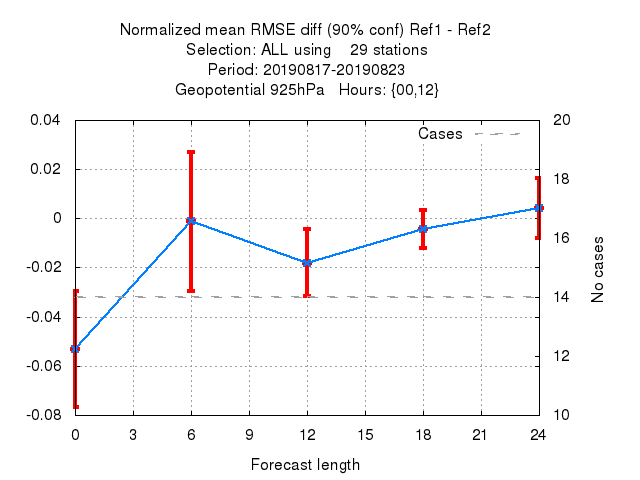 Normalized mean RMSE diff (90% conf) Ref1 - Ref2
Selection: ALL using    29 stations
Period: 20190817-20190823
Geopotential 925hPa   Hours: {00,12}
Cases
0.04
0.02
0
-0.02
-0.04
-0.06
-0.08
20
18
16
14
12
10
No cases
0 3 6 9 12 15 18 21 24
Forecast length